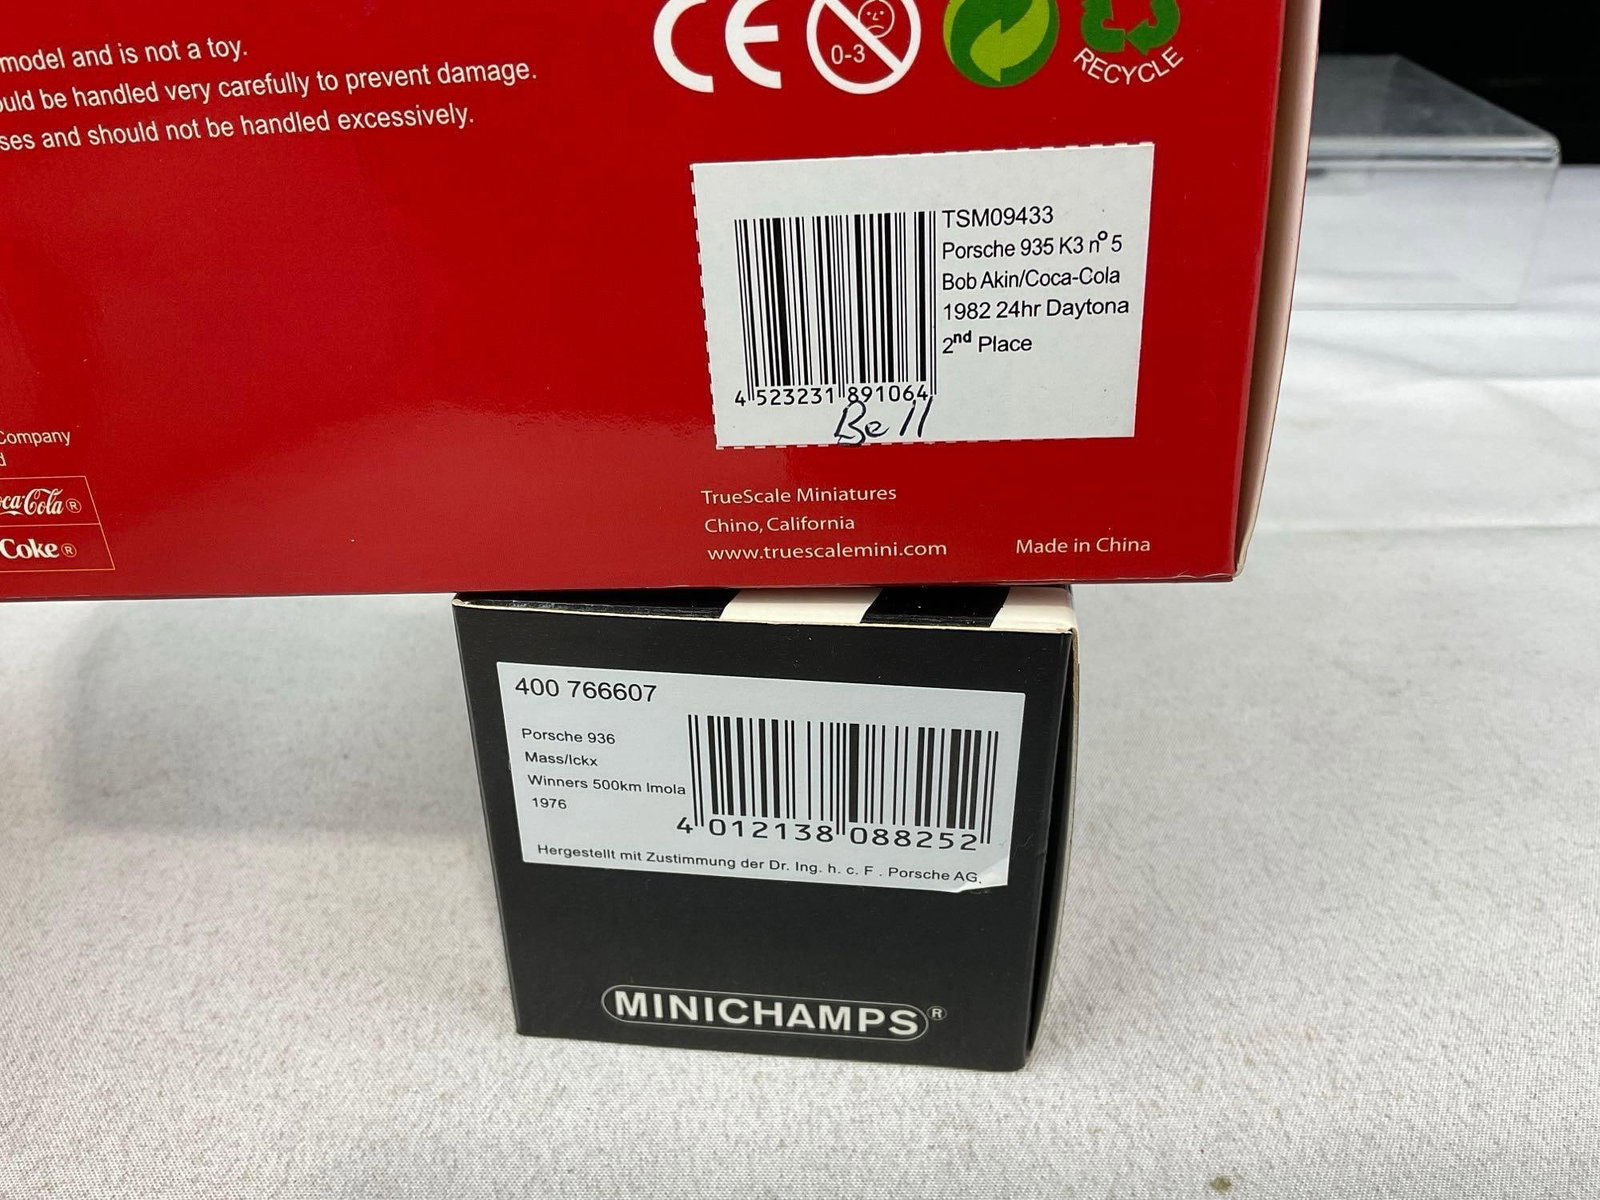 model and is not a toy.
ould be handled very carefully to prevent damage.
ses and should not be handled excessively.
CE
0-3
RECYCLE
TSM09433
Porsche 935 K3 nº 5
Bob Akin/Coca-Cola
1982 24hr Daytona
2nd Place
4 523231 891064
Bell
Company
d
ca-Cola®
Coke®
TrueScale Miniatures
Chino, California
www.truescalemini.com
Made in China
400 766607
Porsche 936
Mass/Ickx
Winners 500km Imola
1976
4 012138 088252
Hergestellt mit Zustimmung der Dr. Ing. h. c. F . Porsche AG.
MINICHAMPS®